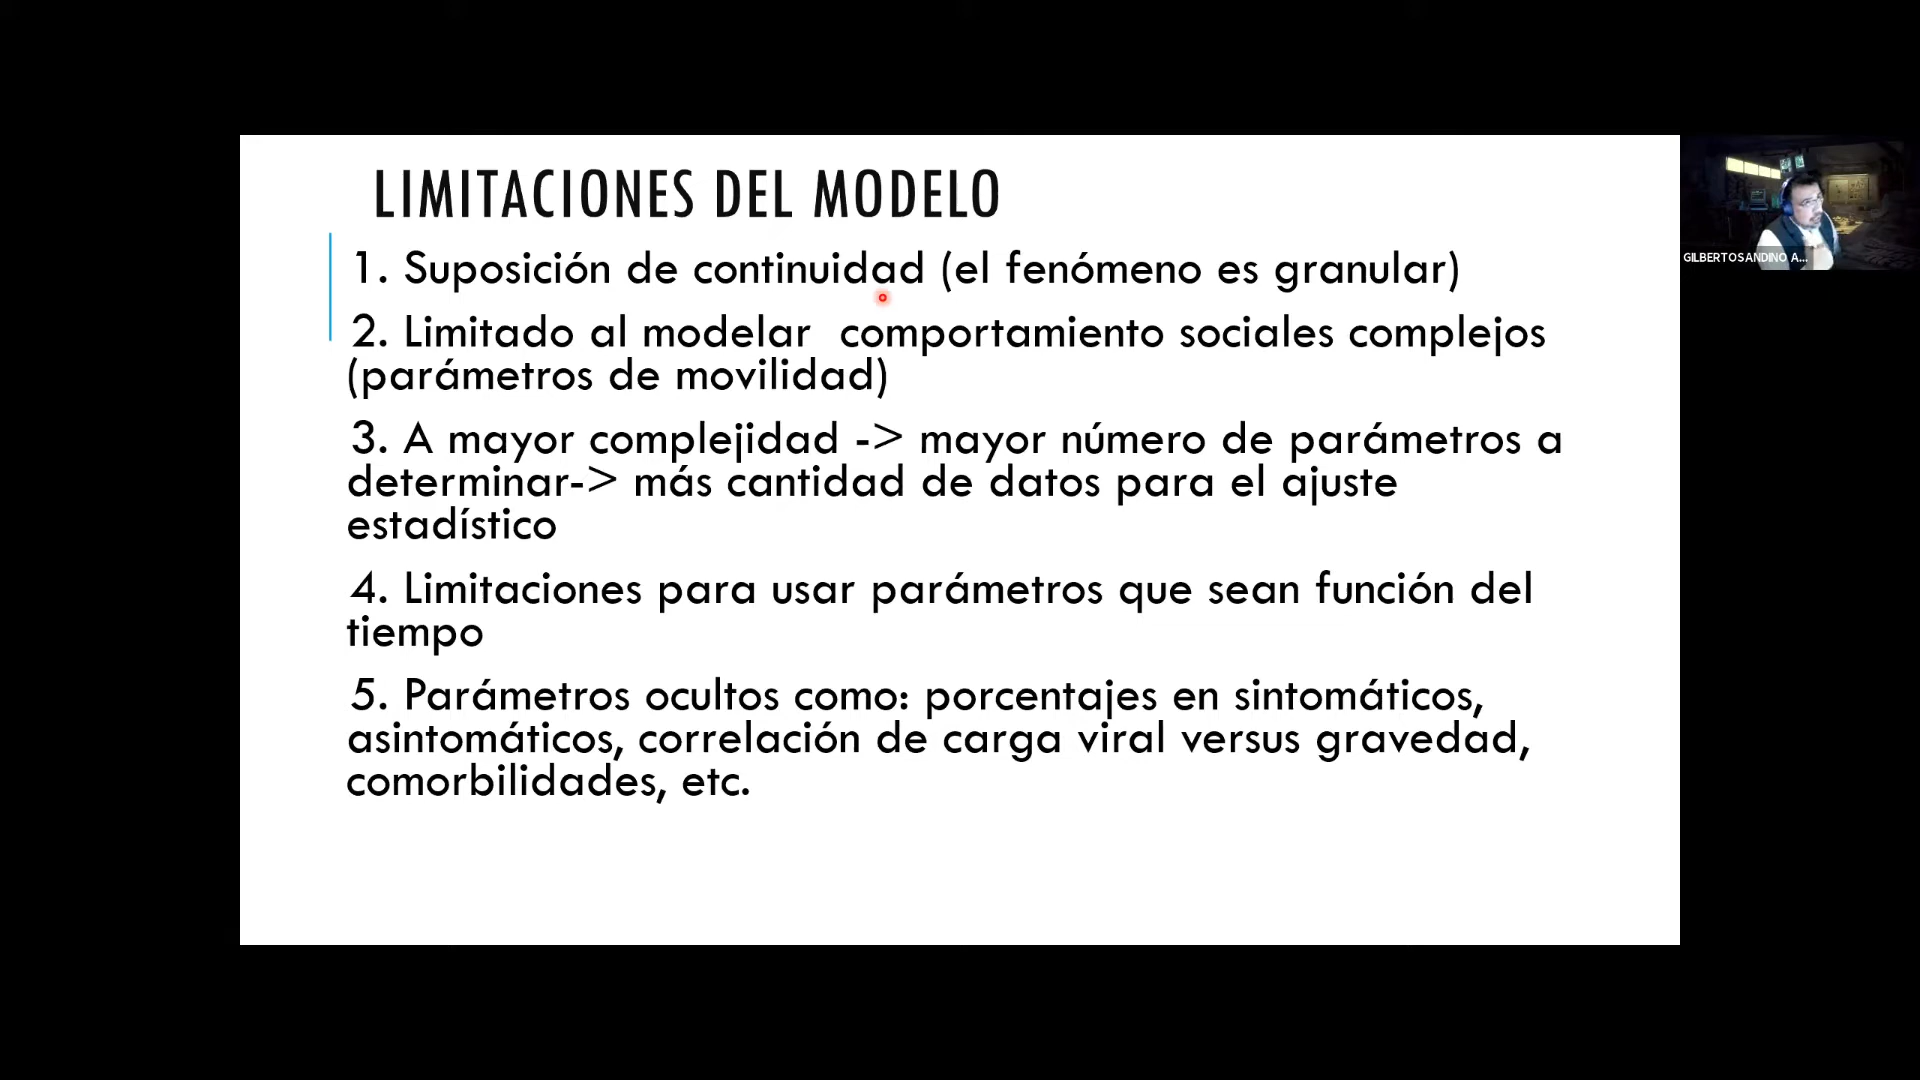 LIMITACIONES DEL MODELO
1. Suposición de continuidad (el fenómeno es granular)
2. Limitado al modelar comportamiento sociales complejos
(parámetros de movilidad)
3. A mayor complejidad -> mayor número de parámetros a
determinar-> más cantidad de datos para el ajuste
estadístico
4. Limitaciones para usar parámetros que sean función del
tiempo
5. Parámetros ocultos como: porcentajes en sintomáticos,
asintomáticos, correlación de carga viral versus gravedad,
comorbilidades, etc.
GILBERTOSANDINO A...